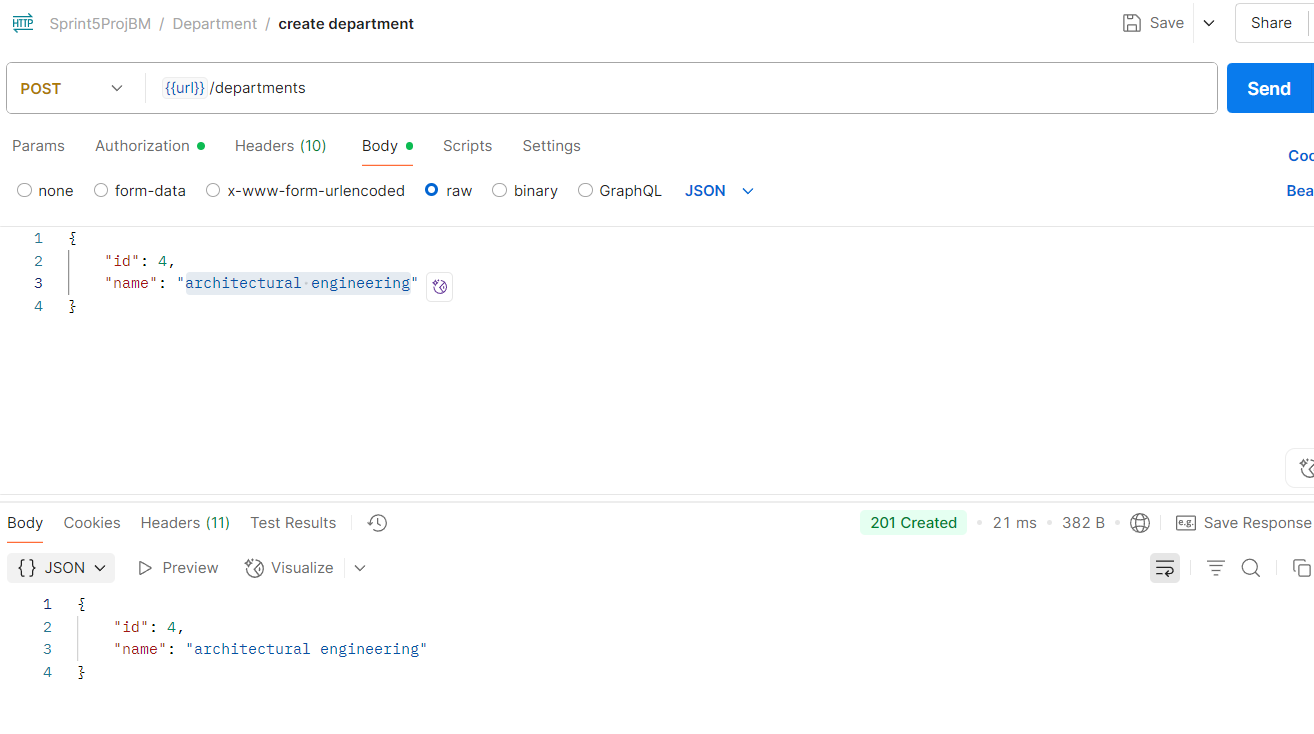 HTTP Sprint5ProjBM / Department / create department Save Share
POST {{url}} /departments Send
Params Authorization Headers (10) Body Scripts Settings
none form-data x-www-form-urlencoded raw binary GraphQL JSON
1 {
2 "id": 4,
3 "name": "architectural engineering"
4 }
Body Cookies Headers (11) Test Results 201 Created 21 ms 382 B e.g. Save Response
{} JSON Preview Visualize
1 {
2 "id": 4,
3 "name": "architectural engineering"
4 }